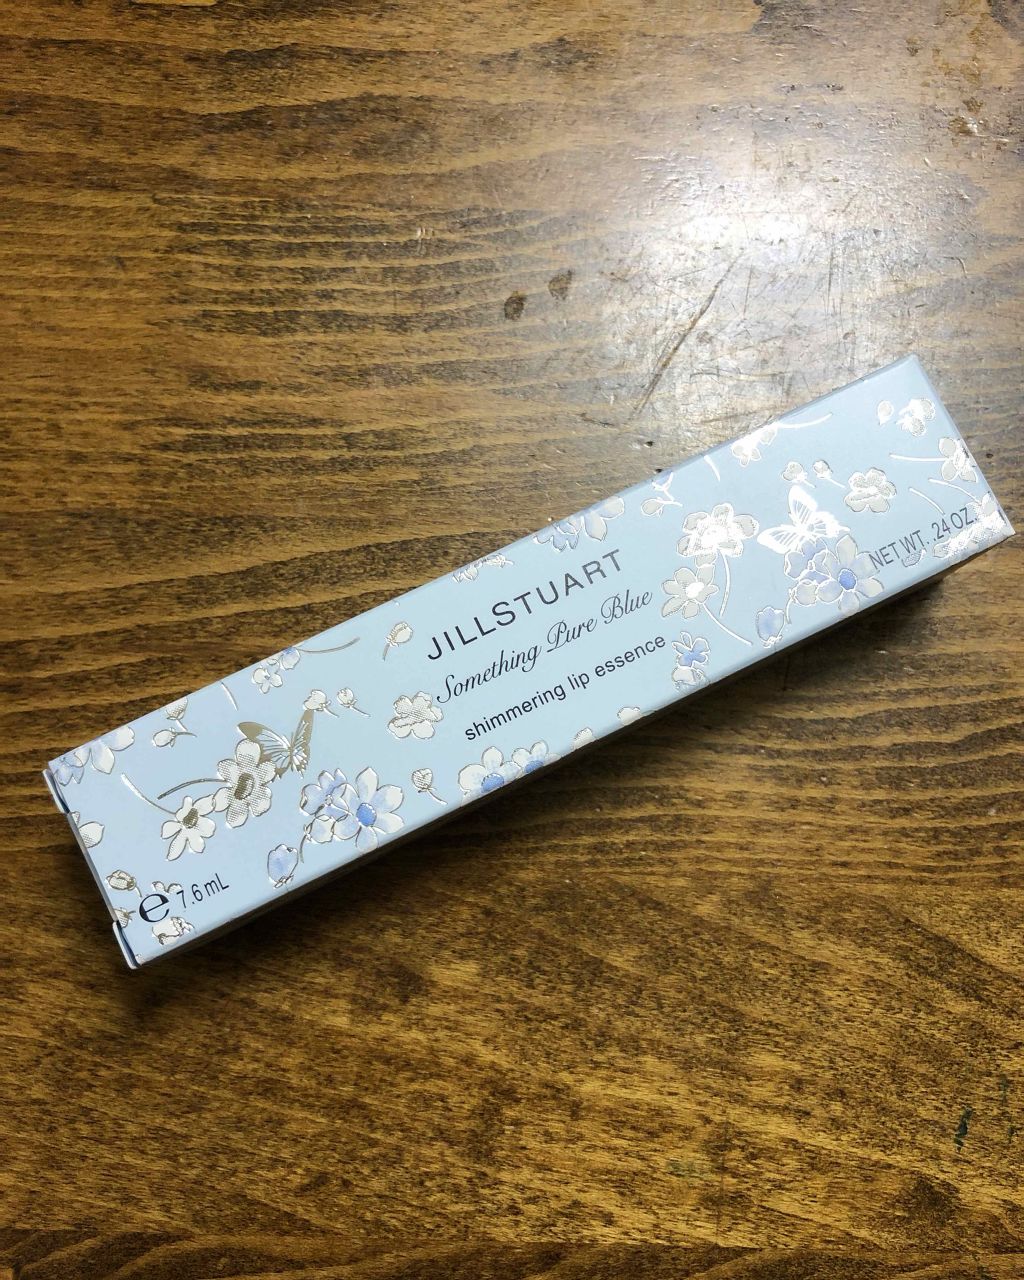 JILLSTUART
Something Pure Blue
shimmering lip essence
NET WT. .24 OZ.
e 7.6 mL